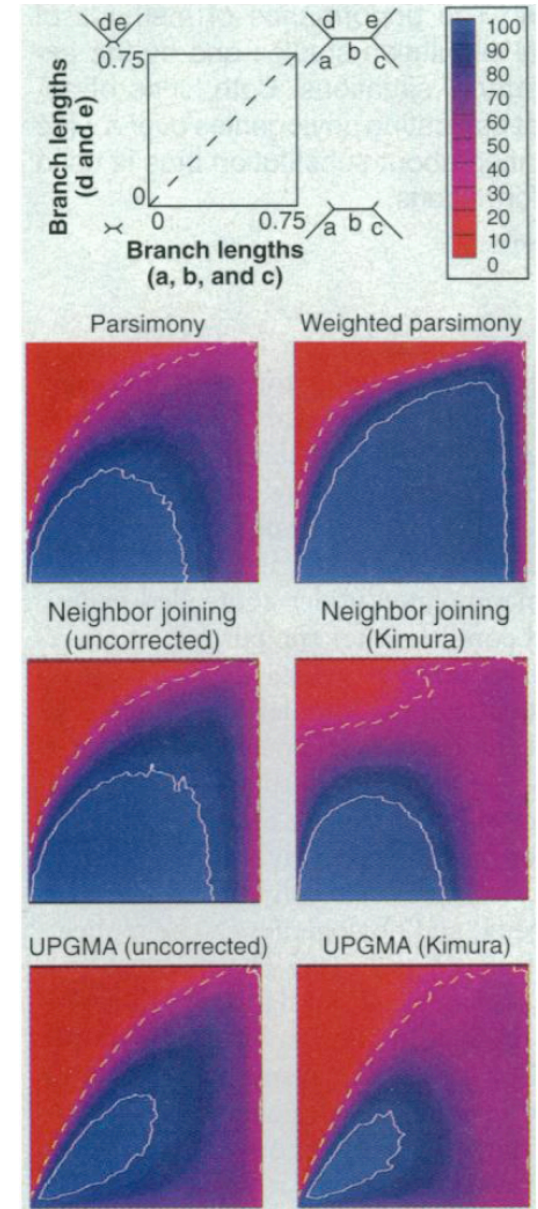 de
d e
a b c
0.75
0
0 0.75
Branch lengths
(d and e)
Branch lengths
(a, b, and c)
a b c
100
90
80
70
60
50
40
30
20
10
0
Parsimony
Weighted parsimony
Neighbor joining
(uncorrected)
Neighbor joining
(Kimura)
UPGMA (uncorrected)
UPGMA (Kimura)